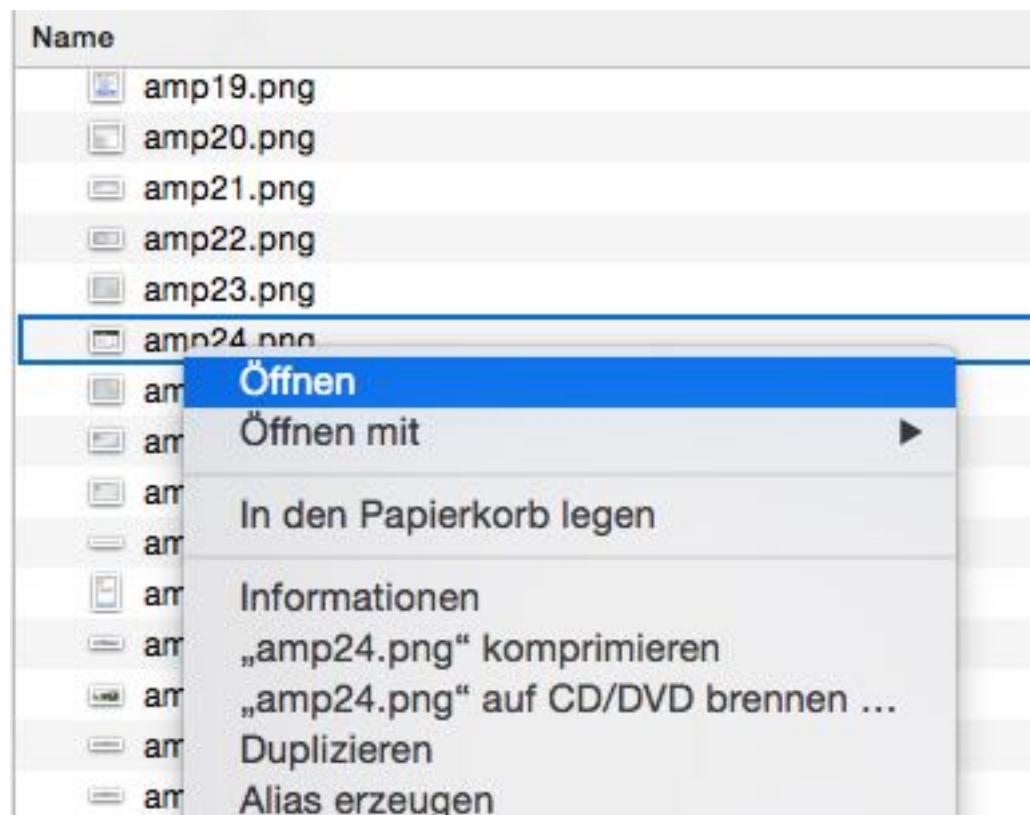 Name
amp19.png
amp20.png
amp21.png
amp22.png
amp23.png
amp24.png
Öffnen
Öffnen mit
In den Papierkorb legen
Informationen
„amp24.png“ komprimieren
„amp24.png“ auf CD/DVD brennen ...
Duplizieren
Alias erzeugen